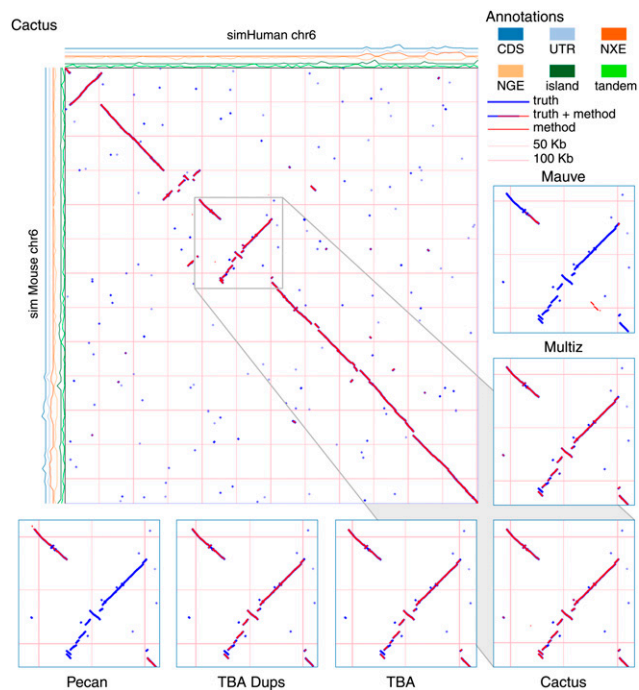 Cactus
simHuman chr6
sim Mouse chr6
Annotations
CDS UTR NXE
NGE island tandem
truth
truth + method
method
50 Kb
100 Kb
Mauve
Multiz
Pecan TBA Dups TBA Cactus